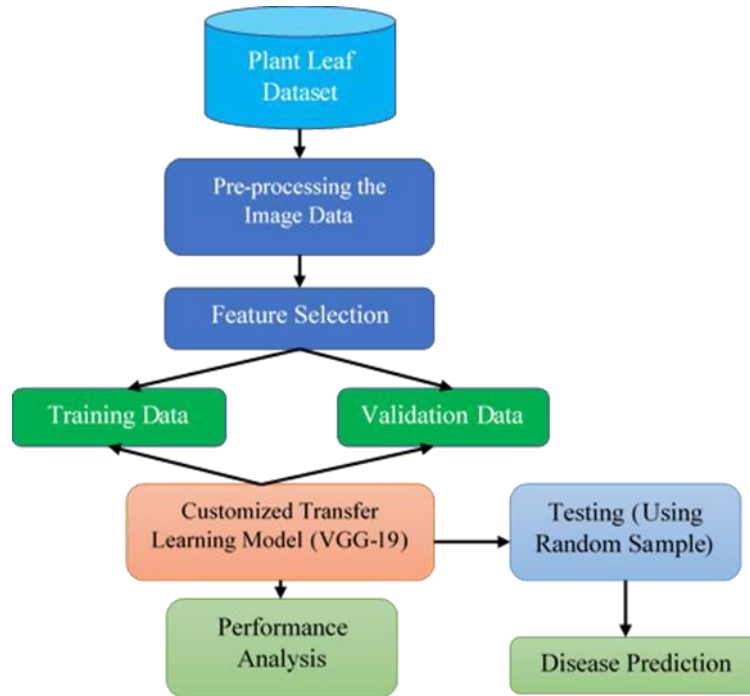 Plant Leaf
Dataset
Pre-processing the
Image Data
Feature Selection
Training Data
Validation Data
Customized Transfer
Learning Model (VGG-19)
Testing (Using
Random Sample)
Performance
Analysis
Disease Prediction